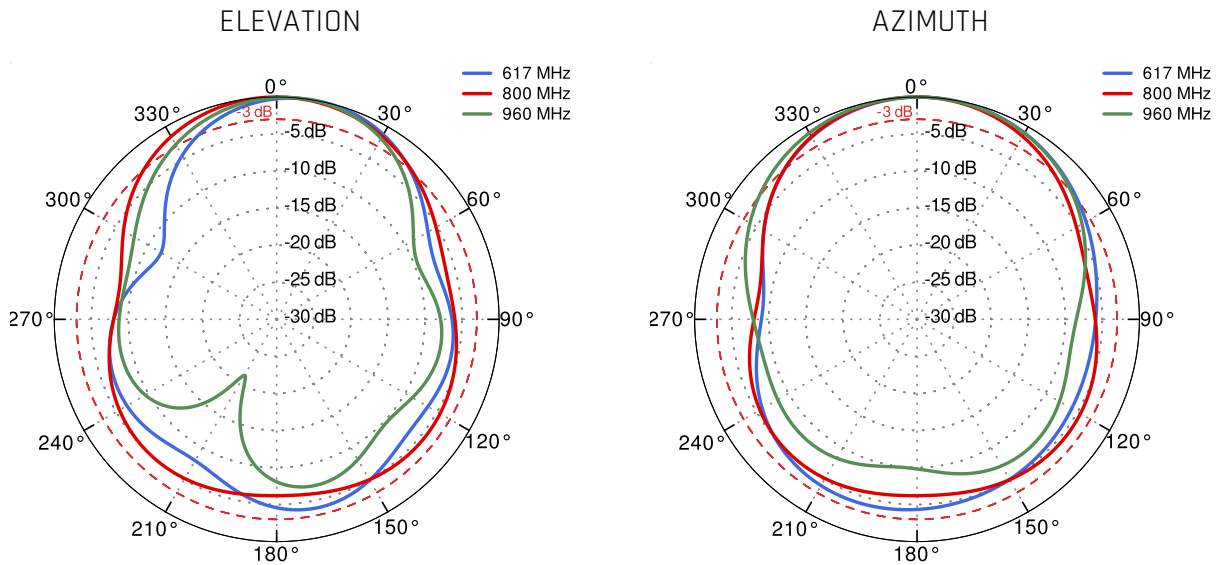 ELEVATION
617 MHz
800 MHz
960 MHz
0°
330°
30°
-3 dB
-5 dB
-10 dB
-15 dB
-20 dB
-25 dB
-30 dB
300°
60°
270°
90°
240°
120°
210°
150°
180°
AZIMUTH
617 MHz
800 MHz
960 MHz
0°
330°
30°
-3 dB
-5 dB
-10 dB
-15 dB
-20 dB
-25 dB
-30 dB
300°
60°
270°
90°
240°
120°
210°
150°
180°